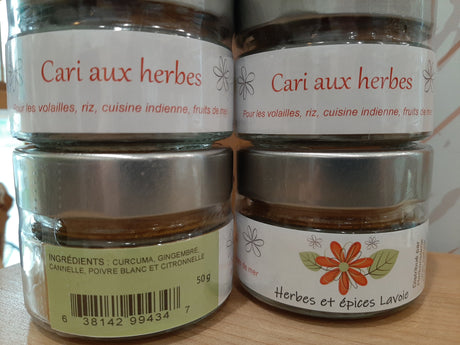 Cari aux herbes
Pour les volailles, riz, cuisine indienne, fruits de mer
Cari aux herbes
Pour les volailles, riz, cuisine indienne, fruits de mer
INGRÉDIENTS : CURCUMA, GINGEMBRE,
CANNELLE, POIVRE BLANC ET CITRONNELLE
50 g
6 38142 99434 7
de mer
Herbes et épices Lavoie